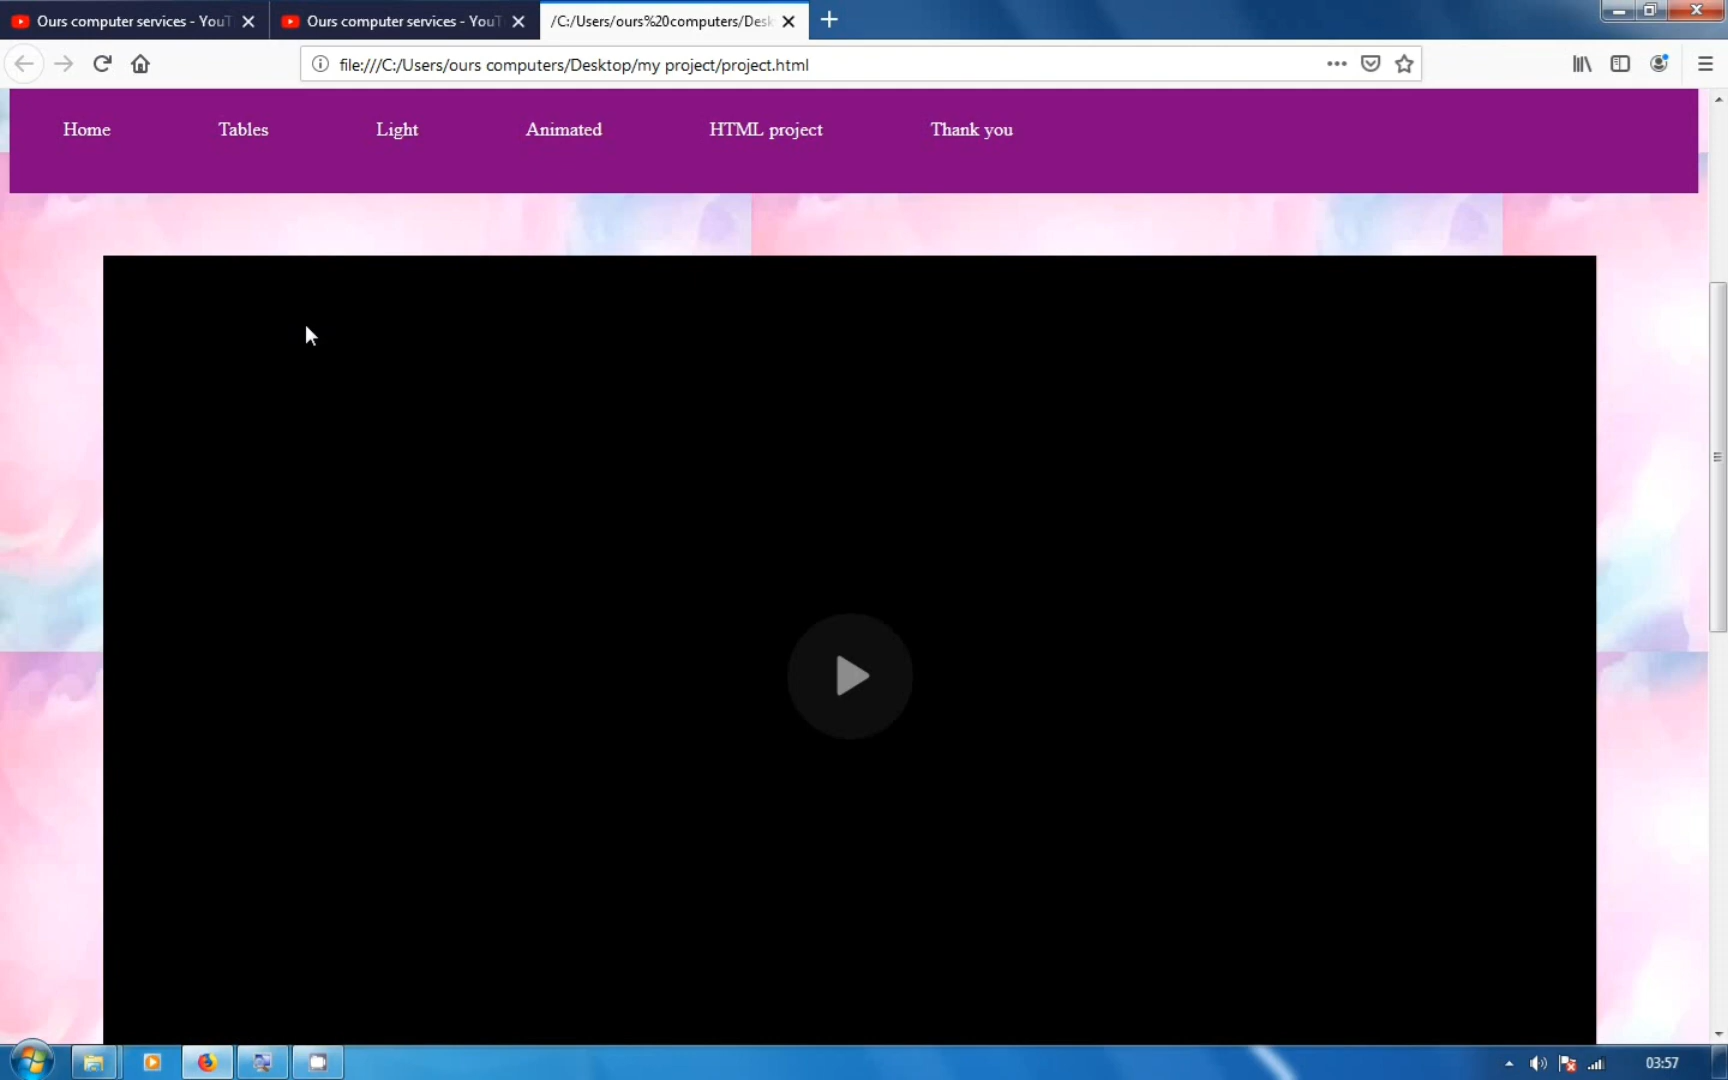 Ours computer services - YouT
Ours computer services - YouT
/C:/Users/ours%20computers/Desk
file:///C:/Users/ours computers/Desktop/my project/project.html
Home Tables Light Animated HTML project Thank you
03:57